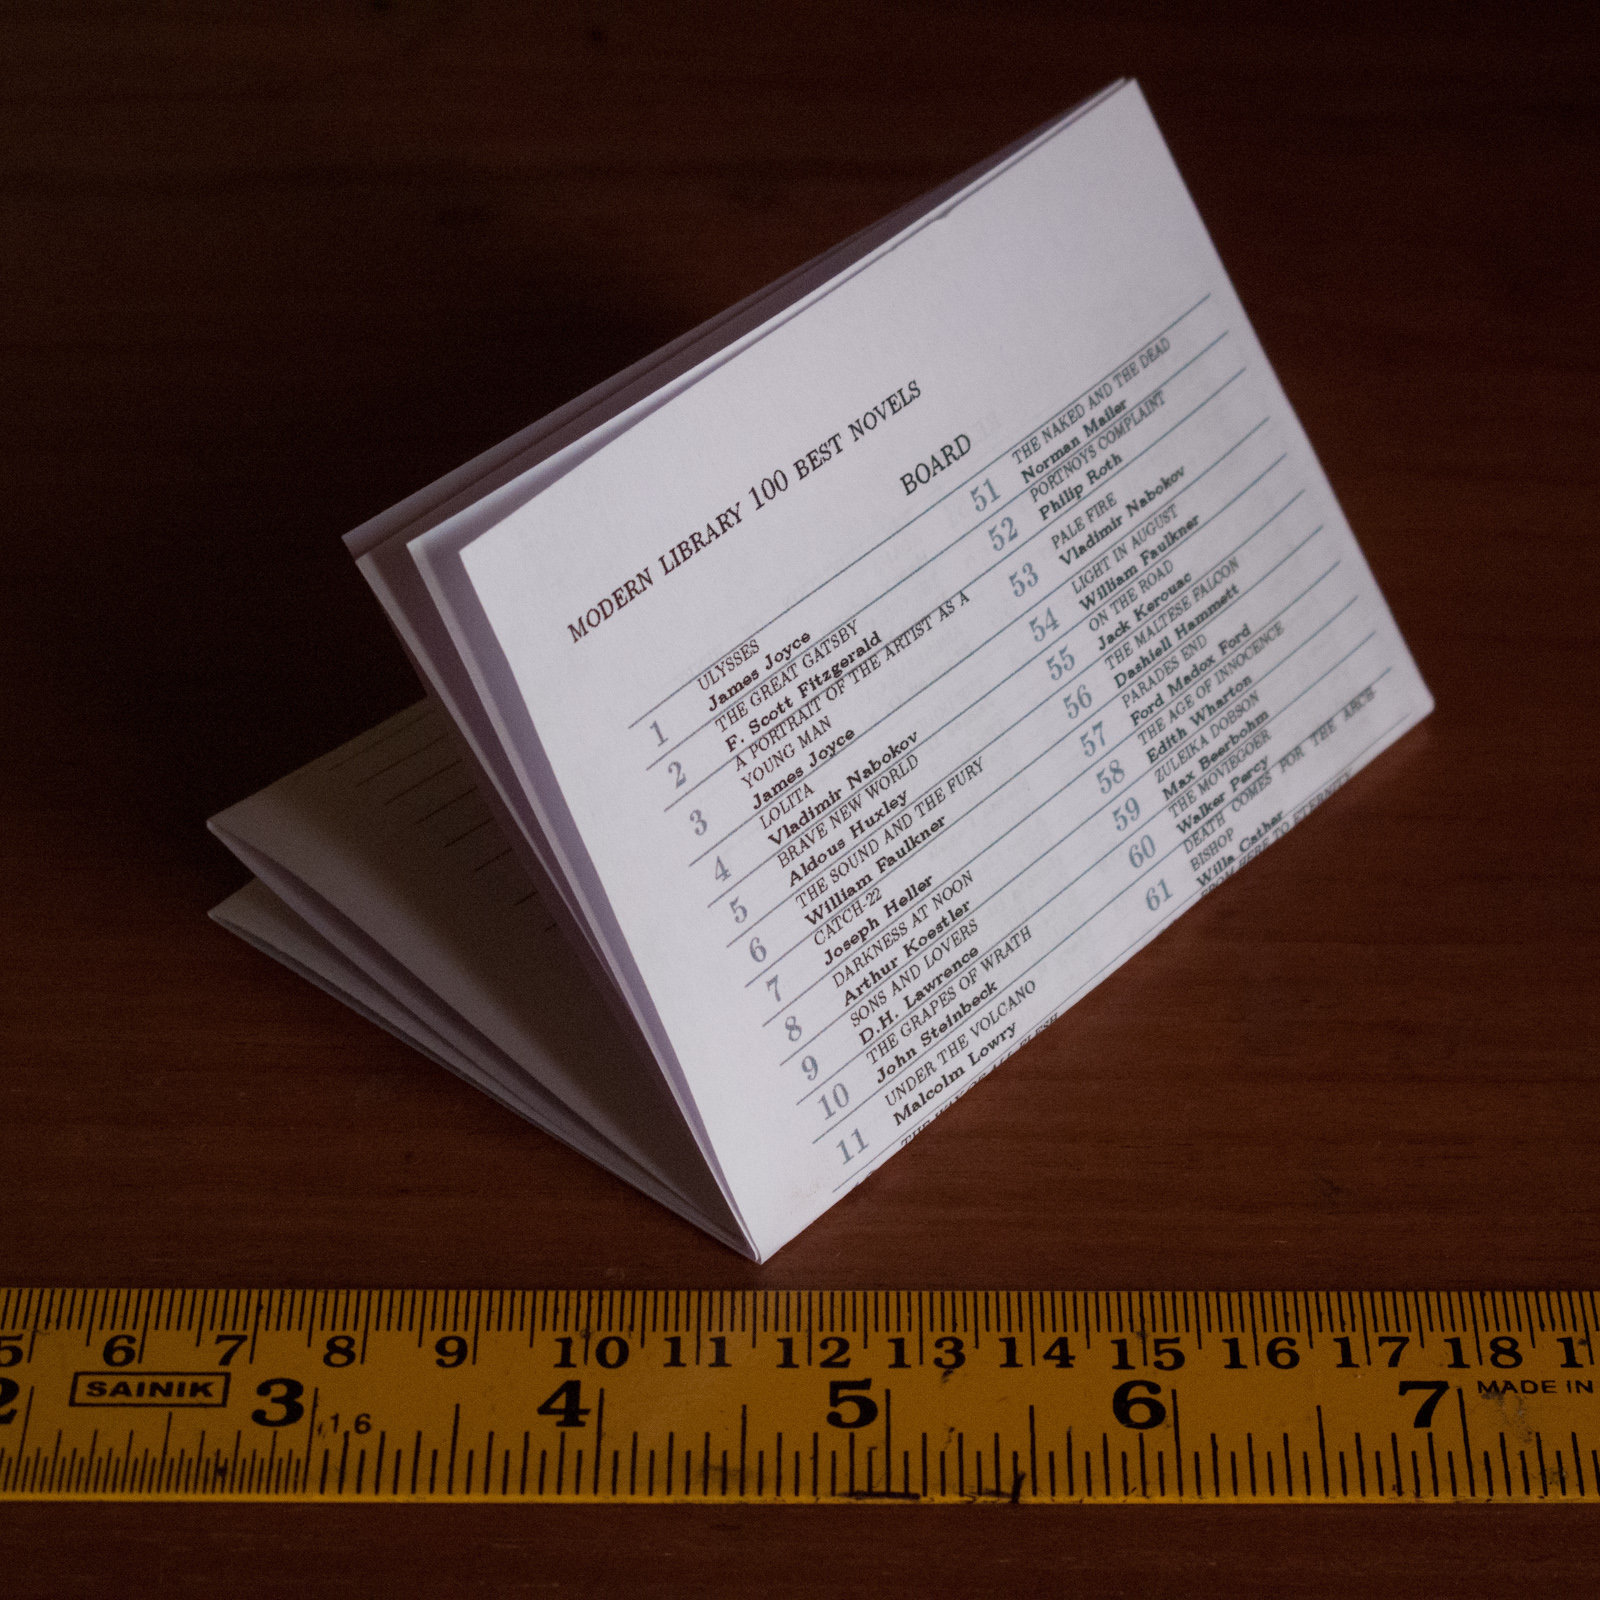 MODERN LIBRARY 100 BEST NOVELS
BOARD
1 ULYSSES
James Joyce
2 THE GREAT GATSBY
F. Scott Fitzgerald
3 A PORTRAIT OF THE ARTIST AS A
YOUNG MAN
James Joyce
4 LOLITA
Vladimir Nabokov
5 BRAVE NEW WORLD
Aldous Huxley
6 THE SOUND AND THE FURY
William Faulkner
7 CATCH-22
Joseph Heller
8 DARKNESS AT NOON
Arthur Koestler
9 SONS AND LOVERS
D.H. Lawrence
10 THE GRAPES OF WRATH
John Steinbeck
11 UNDER THE VOLCANO
Malcolm Lowry
51 THE NAKED AND THE DEAD
Norman Mailer
52 PORTNOYS COMPLAINT
Philip Roth
53 PALE FIRE
Vladimir Nabokov
54 LIGHT IN AUGUST
William Faulkner
55 ON THE ROAD
Jack Kerouac
56 THE MALTESE FALCON
Dashiell Hammett
57 PARADES END
Ford Madox Ford
58 THE AGE OF INNOCENCE
Edith Wharton
59 ZULEIKA DOBSON
Max Beerbohm
60 THE MOVIEGOER
Walker Percy
61 DEATH COMES FOR THE ARCH-
BISHOP
Willa Cather
FROM HERE TO ETERNITY
5 6 7 8 9 10 11 12 13 14 15 16 17 18
SAINIK
MADE IN
2 3 4 5 6 7
1,16